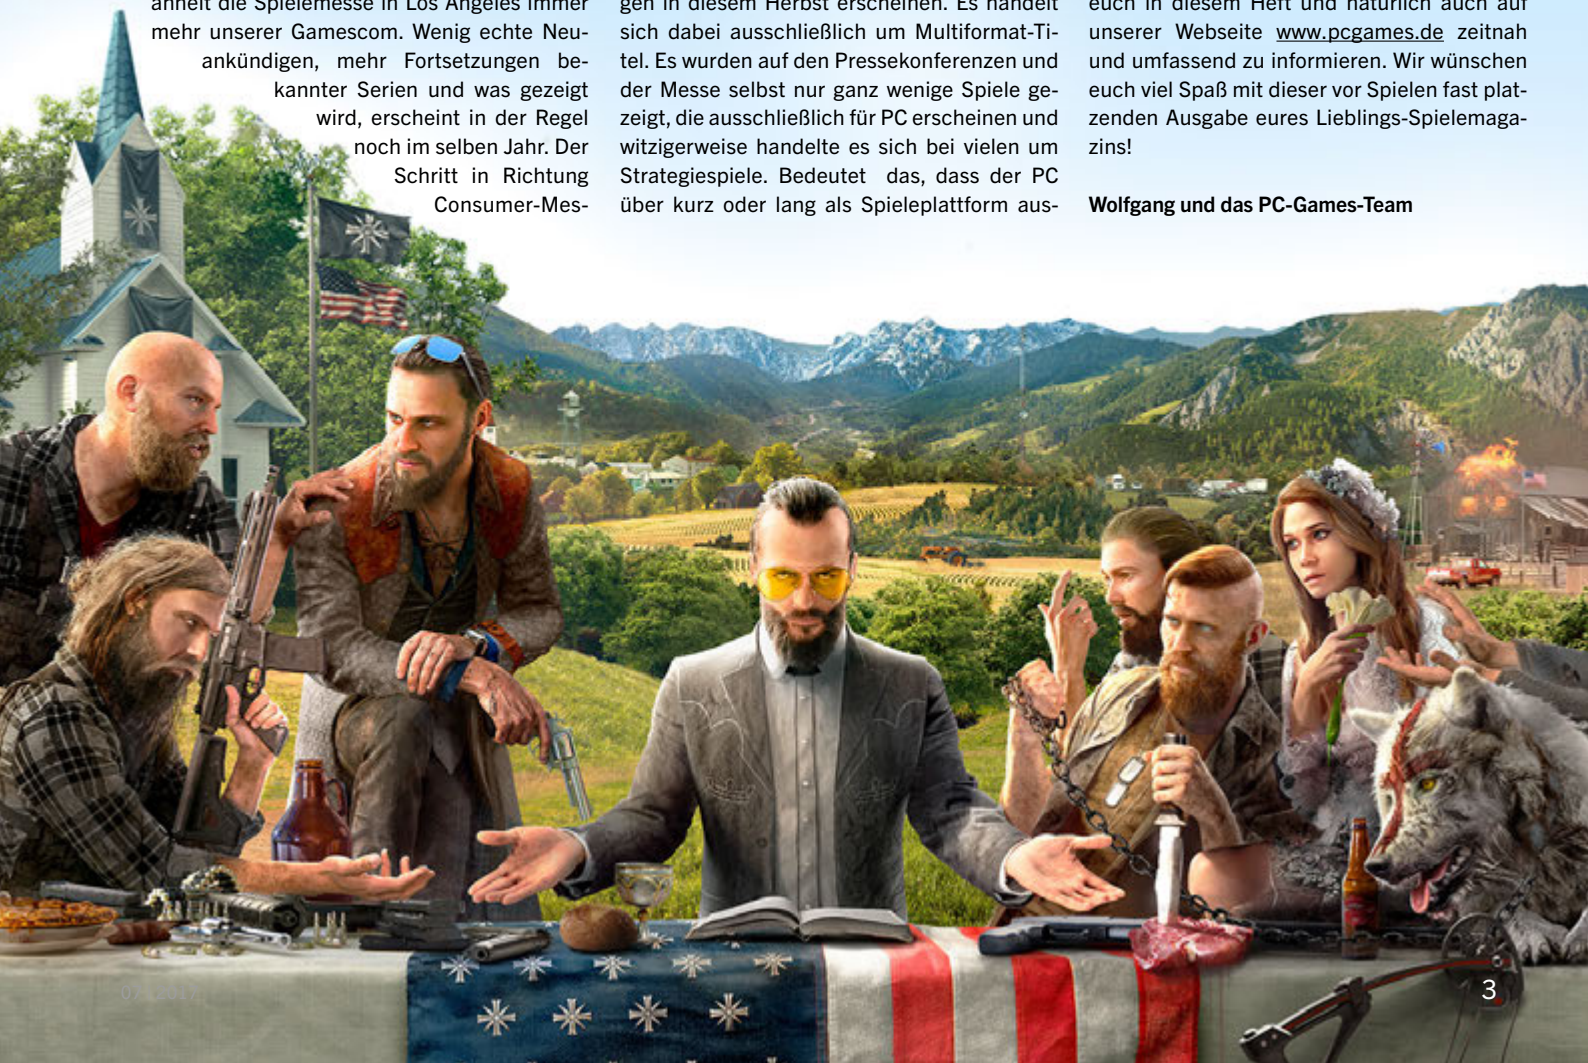 ähnelt die Spielemesse in Los Angeles immer
mehr unserer Gamescom. Wenig echte Neu-
ankündigen, mehr Fortsetzungen be-
kannter Serien und was gezeigt
wird, erscheint in der Regel
noch im selben Jahr. Der
Schritt in Richtung
Consumer-Mes-
gen in diesem Herbst erscheinen. Es handelt
sich dabei ausschließlich um Multiformat-Ti-
tel. Es wurden auf den Pressekonferenzen und
der Messe selbst nur ganz wenige Spiele ge-
zeigt, die ausschließlich für PC erscheinen und
witzigerweise handelte es sich bei vielen um
Strategiespiele. Bedeutet das, dass der PC
über kurz oder lang als Spieleplattform aus-
euch in diesem Heft und natürlich auch auf
unserer Webseite www.pcgames.de zeitnah
und umfassend zu informieren. Wir wünschen
euch viel Spaß mit dieser vor Spielen fast plat-
zenden Ausgabe eures Lieblings-Spielemaga-
zins!
Wolfgang und das PC-Games-Team
3